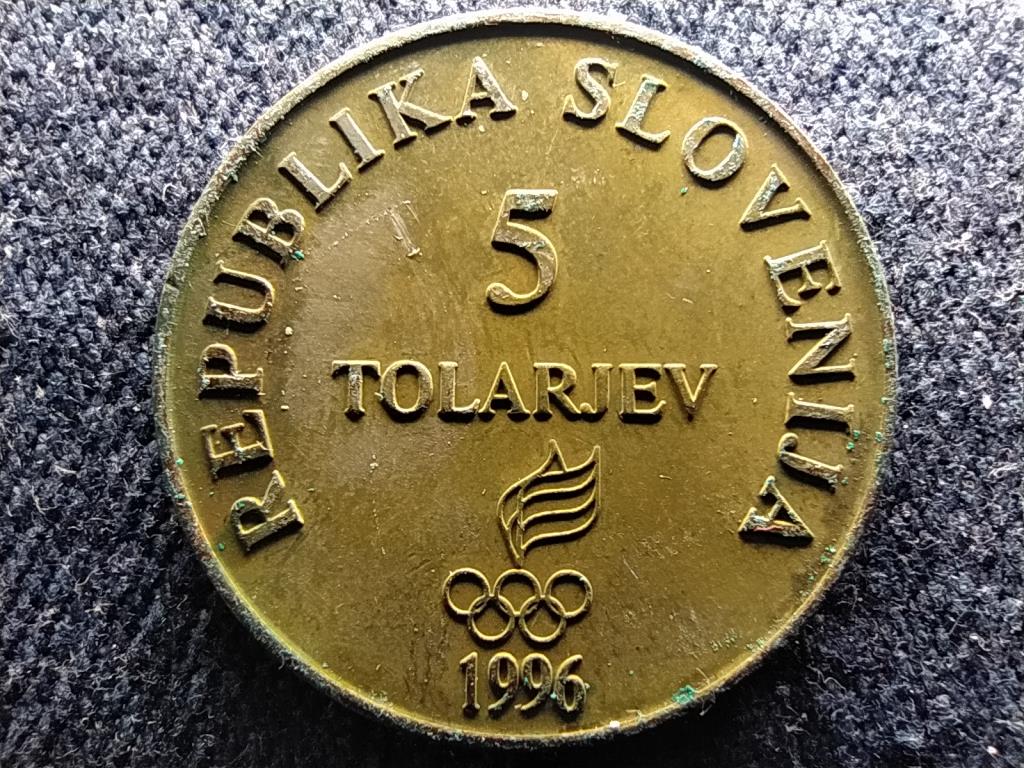 REPUBLIKA SLOVENIJA
5
TOLARJEV
1996